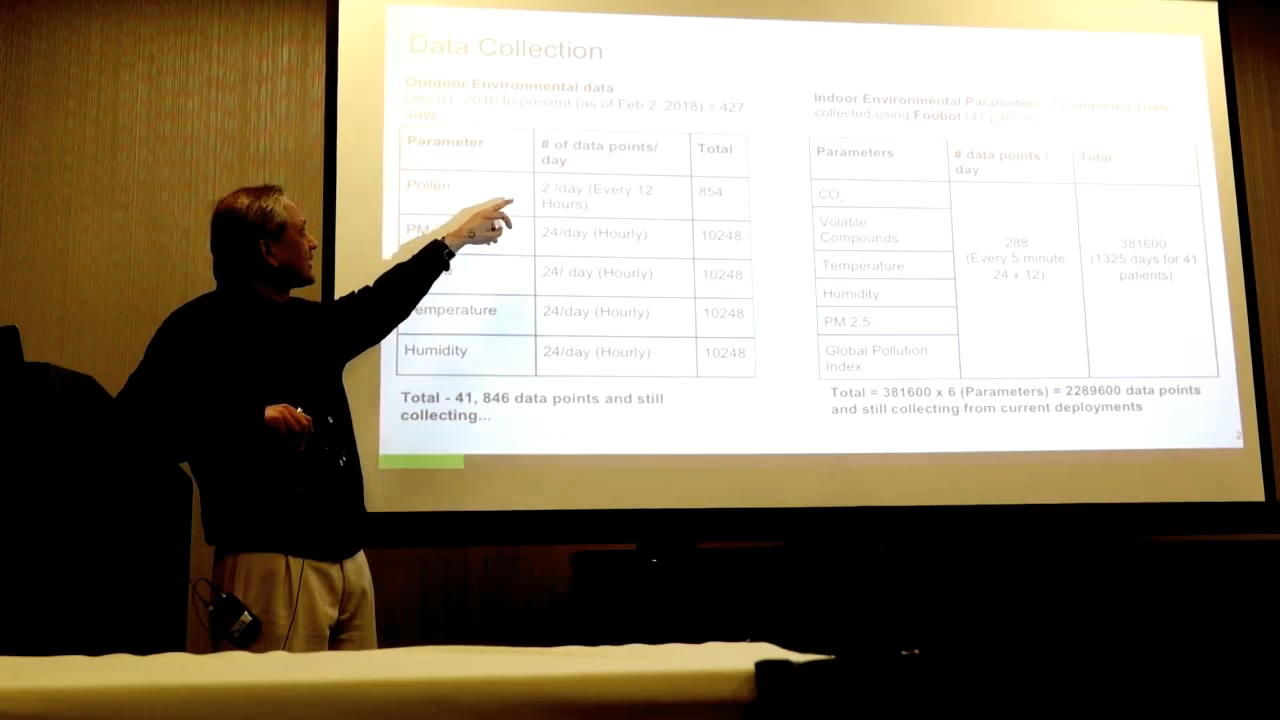 Data Collection
Outdoor Environmental data
Dec 01, 2016 to present (as of Feb 2, 2018) = 427
days
Parameter # of data points/ Total
day
Pollen 2 /day (Every 12 854
Hours)
PM 2.5 24/day (Hourly) 10248
24/ day (Hourly) 10248
Temperature 24/day (Hourly) 10248
Humidity 24/day (Hourly) 10248
Total - 41, 846 data points and still
collecting...
Indoor Environmental Parameters Completed Trials
collected using Foobot (41 patients)
Parameters # data points / Total
day
CO
Volatile
Compounds
Temperature
Humidity
PM 2.5
Global Pollution
Index
288
(Every 5 minute
24 x 12)
381600
(1325 days for 41
patients)
Total = 381600 x 6 (Parameters) = 2289600 data points
and still collecting from current deployments
2